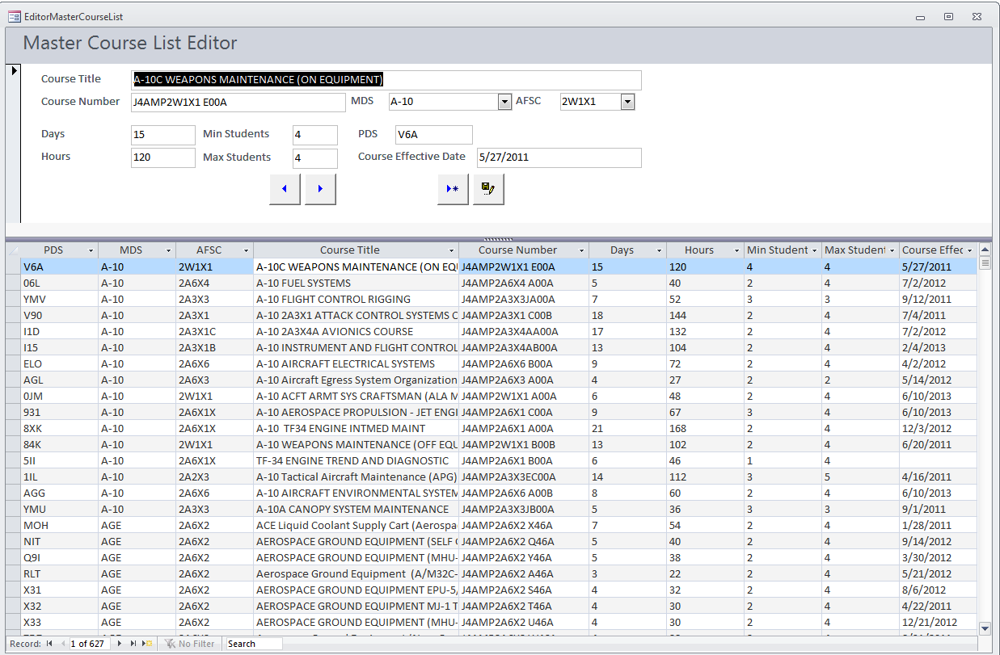 EditorMasterCourseList
Master Course List Editor
Course Title A-10C WEAPONS MAINTENANCE (ON EQUIPMENT)
Course Number J4AMP2W1X1 E00A MDS A-10 AFSC 2W1X1
Days 15 Min Students 4 PDS V6A
Hours 120 Max Students 4 Course Effective Date 5/27/2011
PDS MDS AFSC Course Title Course Number Days Hours Min Student Max Student Course Effec
V6A A-10 2W1X1 A-10C WEAPONS MAINTENANCE (ON EQU J4AMP2W1X1 E00A 15 120 4 4 5/27/2011
06L A-10 2A6X4 A-10 FUEL SYSTEMS J4AMP2A6X4 A00A 5 40 2 4 7/2/2012
YMV A-10 2A3X3 A-10 FLIGHT CONTROL RIGGING J4AMP2A3X3JA00A 7 52 3 3 9/12/2011
V90 A-10 2A3X1 A-10 2A3X1 ATTACK CONTROL SYSTEMS C J4AMP2A3X1 C00B 18 144 2 4 7/4/2011
I1D A-10 2A3X1C A-10 2A3X4A AVIONICS COURSE J4AMP2A3X4AA00A 17 132 2 4 7/2/2012
I15 A-10 2A3X1B A-10 INSTRUMENT AND FLIGHT CONTROL J4AMP2A3X4AB00A 13 104 2 4 2/4/2013
ELO A-10 2A6X6 A-10 AIRCRAFT ELECTRICAL SYSTEMS J4AMP2A6X6 B00A 9 72 2 4 4/2/2012
AGL A-10 2A6X3 A-10 Aircraft Egress System Organization J4AMP2A6X3 A00A 4 27 2 2 5/14/2012
0JM A-10 2W1X1 A-10 ACFT ARMT SYS CRAFTSMAN (ALA M J4AMP2W1X1 A00A 6 48 2 4 6/10/2013
931 A-10 2A6X1X A-10 AEROSPACE PROPULSION - JET ENGI J4AMP2A6X1 C00A 9 67 3 4 6/10/2013
8XK A-10 2A6X1X A-10  TF34 ENGINE INTMED MAINT J4AMP2A6X1 A00A 21 168 2 4 12/3/2012
84K A-10 2W1X1 A-10 WEAPONS MAINTENANCE (OFF EQU J4AMP2W1X1 B00B 13 102 2 4 6/20/2011
5II A-10 2A6X1X TF-34 ENGINE TREND AND DIAGNOSTIC J4AMP2A6X1 B00A 6 46 1 4
1IL A-10 2A2X3 A-10 Tactical Aircraft Maintenance (APG) J4AMP2A3X3EC00A 14 112 3 5 4/16/2011
AGG A-10 2A6X6 A-10 AIRCRAFT ENVIRONMENTAL SYSTEM J4AMP2A6X6 A00B 8 60 2 4 6/10/2013
YMU A-10 2A3X3 A-10A CANOPY SYSTEM MAINTENANCE J4AMP2A3X3JB00A 5 36 3 3 9/1/2011
MOH AGE 2A6X2 ACE Liquid Coolant Supply Cart (Aerospa J4AMP2A6X2 X46A 7 54 2 4 1/28/2011
NIT AGE 2A6X2 AEROSPACE GROUND EQUIPMENT (SELF J4AMP2A6X2 Q46A 5 40 2 4 9/14/2012
Q9I AGE 2A6X2 AEROSPACE GROUND EQUIPMENT (MHU- J4AMP2A6X2 Y46A 5 38 2 4 3/30/2012
RLT AGE 2A6X2 Aerospace Ground Equipment  (A/M32C- J4AMP2A6X2 A46A 3 22 2 4 5/21/2012
X31 AGE 2A6X2 AEROSPACE GROUND EQUIPMENT EPU-5/ J4AMP2A6X2 S46A 4 32 2 4 8/6/2012
X32 AGE 2A6X2 AEROSPACE GROUND EQUIPMENT MJ-1 T J4AMP2A6X2 T46A 4 30 2 4 4/22/2011
X33 AGE 2A6X2 AEROSPACE GROUND EQUIPMENT (MHU- J4AMP2A6X2 U46A 4 30 2 4 12/21/2012
Record: 1 of 627 No Filter Search